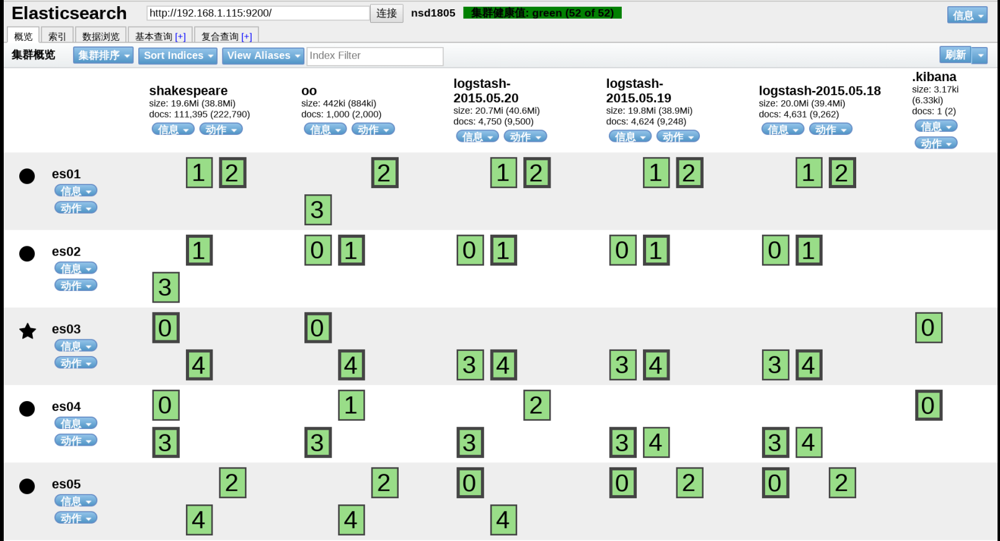 Elasticsearch http://192.168.1.115:9200/ 连接 nsd1805 集群健康值: green (52 of 52) 信息
概览 索引 数据浏览 基本查询 [+] 复合查询 [+]
集群概览 集群排序 Sort Indices View Aliases Index Filter 刷新
shakespeare
size: 19.6Mi (38.8Mi)
docs: 111,395 (222,790)
信息 动作
oo
size: 442ki (884ki)
docs: 1,000 (2,000)
信息 动作
logstash-
2015.05.20
size: 20.7Mi (40.6Mi)
docs: 4,750 (9,500)
信息 动作
logstash-
2015.05.19
size: 19.8Mi (38.9Mi)
docs: 4,624 (9,248)
信息 动作
logstash-2015.05.18
size: 20.0Mi (39.4Mi)
docs: 4,631 (9,262)
信息 动作
.kibana
size: 3.17ki
(6.33ki)
docs: 1 (2)
信息
动作
es01
信息
动作
1 2 2 1 2 1 2 1 2
3
es02
信息
动作
1 0 1 0 1 0 1 0 1
3
es03
信息
动作
0 0 0
4 4 3 4 3 4 3 4
es04
信息
动作
0 1 2 0
3 3 3 3 4 3 4
es05
信息
动作
2 2 0 0 2 0 2
4 4 4